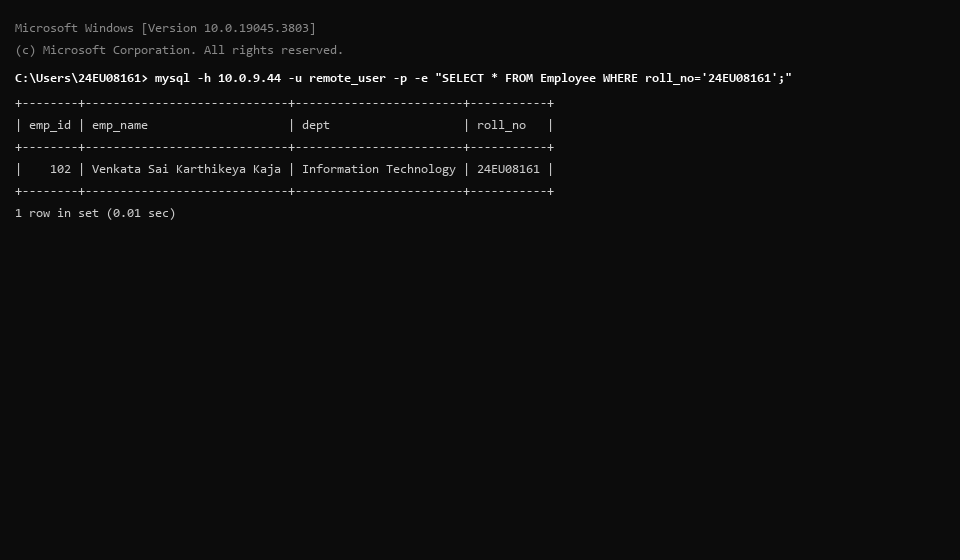 Microsoft Windows [Version 10.0.19045.3803]
(c) Microsoft Corporation. All rights reserved.
C:\Users\24EU08161> mysql -h 10.0.9.44 -u remote_user -p -e "SELECT * FROM Employee WHERE roll_no='24EU08161';"
+--------+-----------------------------+------------------------+-----------+
| emp_id | emp_name                    | dept                   | roll_no   |
+--------+-----------------------------+------------------------+-----------+
|    102 | Venkata Sai Karthikeya Kaja | Information Technology | 24EU08161 |
+--------+-----------------------------+------------------------+-----------+
1 row in set (0.01 sec)